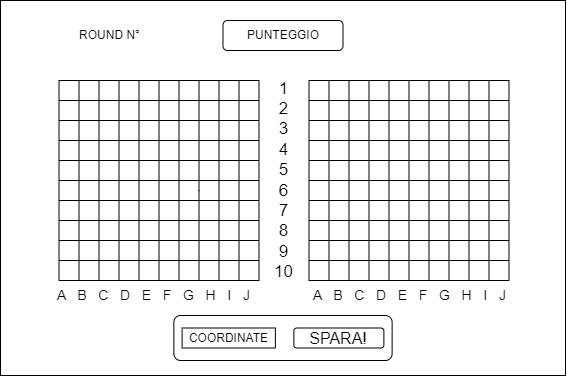 ROUND N°
PUNTEGGIO
1
2
3
4
5
6
7
8
9
10
A B C D E F G H I J
A B C D E F G H I J
COORDINATE
SPARA!